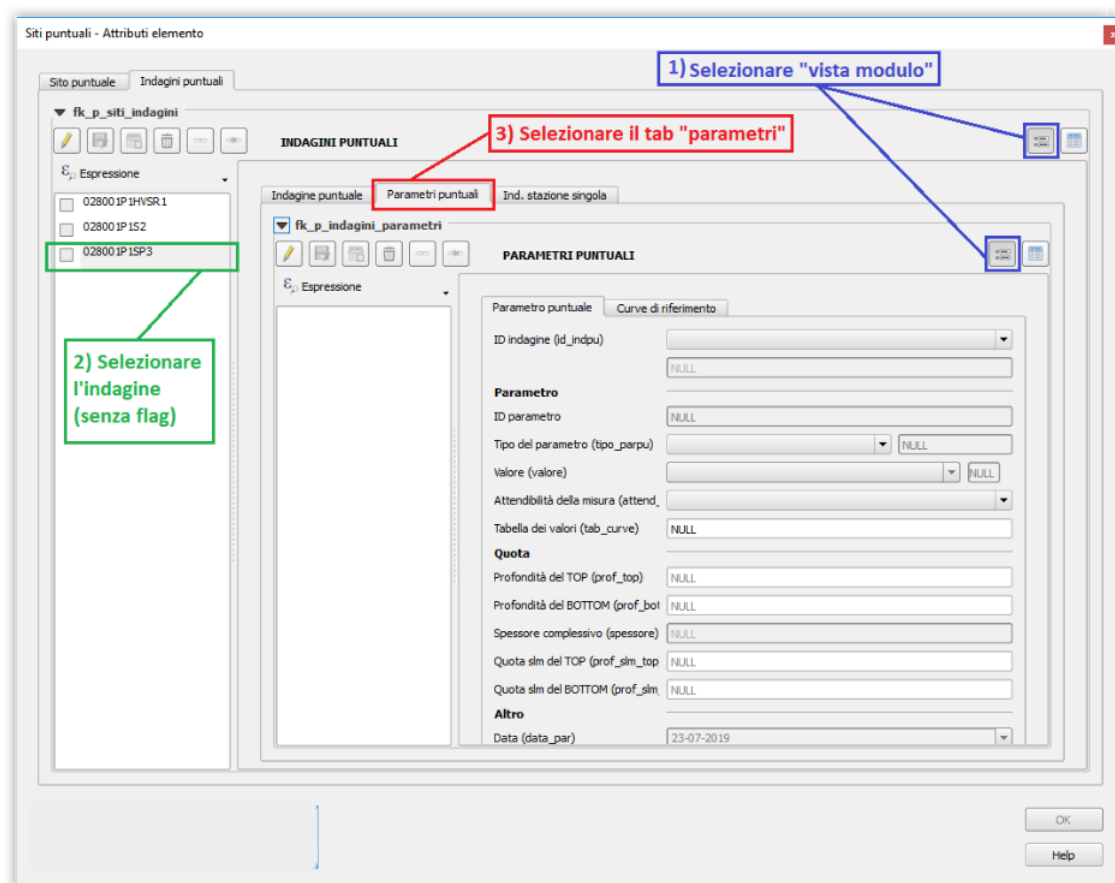 Siti puntuali - Attributi elemento
x
1) Selezionare "vista modulo"
Sito puntuale
Indagini puntuali
fk_p_siti_indagini
3) Selezionare il tab "parametri"
INDAGINI PUNTUALI
ε Espressione
028001P1HVSR1
028001P1S2
028001P1SP3
2) Selezionare
l'indagine
(senza flag)
Indagine puntuale
Parametri puntuali
Ind. stazione singola
fk_p_indagini_parametri
PARAMETRI PUNTUALI
ε Espressione
Parametro puntuale
Curve di riferimento
ID indagine (id_indpu)
NULL
Parametro
ID parametro
NULL
Tipo del parametro (tipo_parpu)
NULL
Valore (valore)
NULL
Attendibilità della misura (attend_
Tabella dei valori (tab_curve)
NULL
Quota
Profondità del TOP (prof_top)
NULL
Profondità del BOTTOM (prof_bot
NULL
Spessore complessivo (spessore)
NULL
Quota slm del TOP (prof_slm_top
NULL
Quota slm del BOTTOM (prof_slm_
NULL
Altro
Data (data_par)
23-07-2019
OK
Help